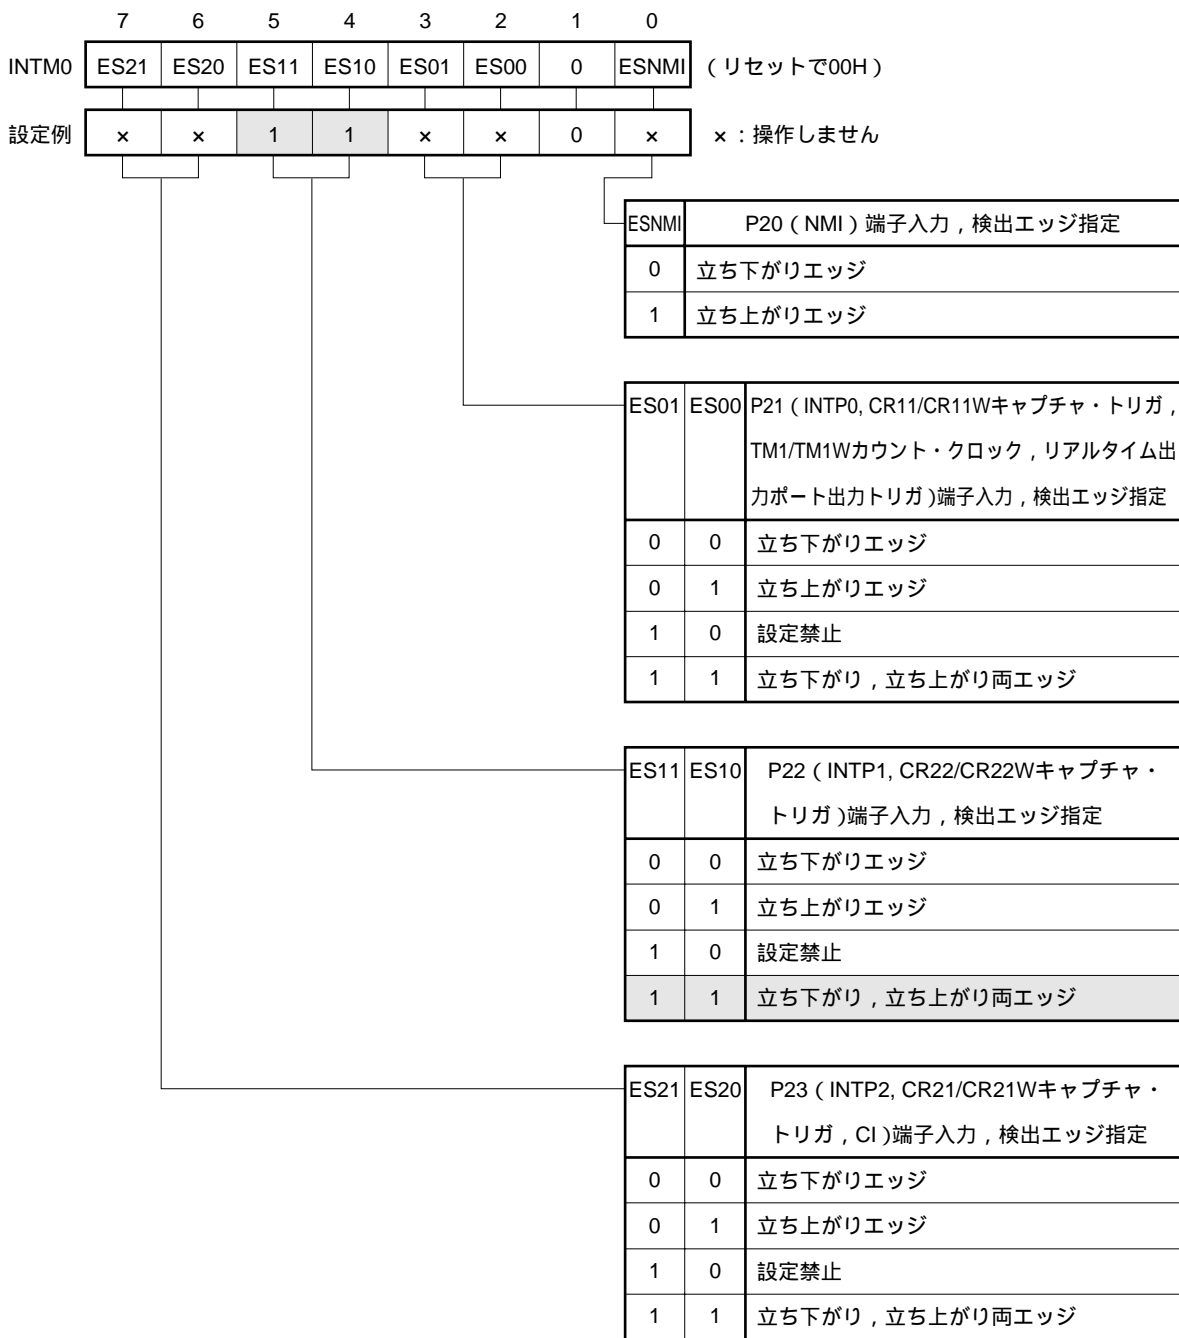 7 6 5 4 3 2 1 0
INTM0 ES21 ES20 ES11 ES10 ES01 ES00 0 ESNMI （リセットで00H）
設定例 × × 1 1 × × 0 × ×：操作しません
ESNMI P20（NMI）端子入力，検出エッジ指定
0 立ち下がりエッジ
1 立ち上がりエッジ
ES01 ES00 P21（INTP0, CR11/CR11Wキャプチャ・トリガ，
TM1/TM1Wカウント・クロック，リアルタイム出
力ポート出力トリガ）端子入力，検出エッジ指定
0 0 立ち下がりエッジ
0 1 立ち上がりエッジ
1 0 設定禁止
1 1 立ち下がり，立ち上がり両エッジ
ES11 ES10 P22（INTP1, CR22/CR22Wキャプチャ・
トリガ）端子入力，検出エッジ指定
0 0 立ち下がりエッジ
0 1 立ち上がりエッジ
1 0 設定禁止
1 1 立ち下がり，立ち上がり両エッジ
ES21 ES20 P23（INTP2, CR21/CR21Wキャプチャ・
トリガ，CI）端子入力，検出エッジ指定
0 0 立ち下がりエッジ
0 1 立ち上がりエッジ
1 0 設定禁止
1 1 立ち下がり，立ち上がり両エッジ